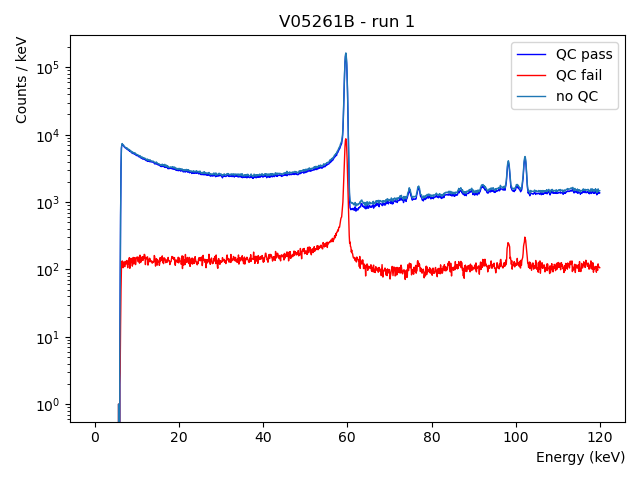 V05261B - run 1
Counts / keV
10^5
10^4
10^3
10^2
10^1
10^0
QC pass
QC fail
no QC
0 20 40 60 80 100 120
Energy (keV)